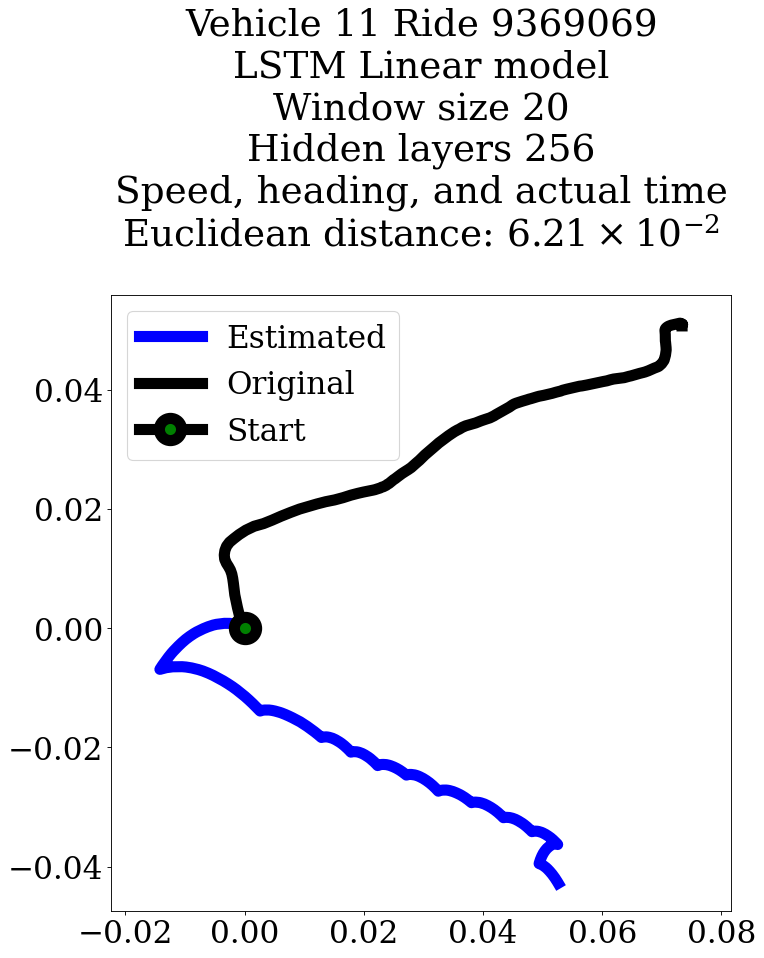 Vehicle 11 Ride 9369069
LSTM Linear model
Window size 20
Hidden layers 256
Speed, heading, and actual time
Euclidean distance: 6.21 × 10⁻²
Estimated
Original
Start
0.04
0.02
0.00
−0.02
−0.04
−0.02 0.00 0.02 0.04 0.06 0.08